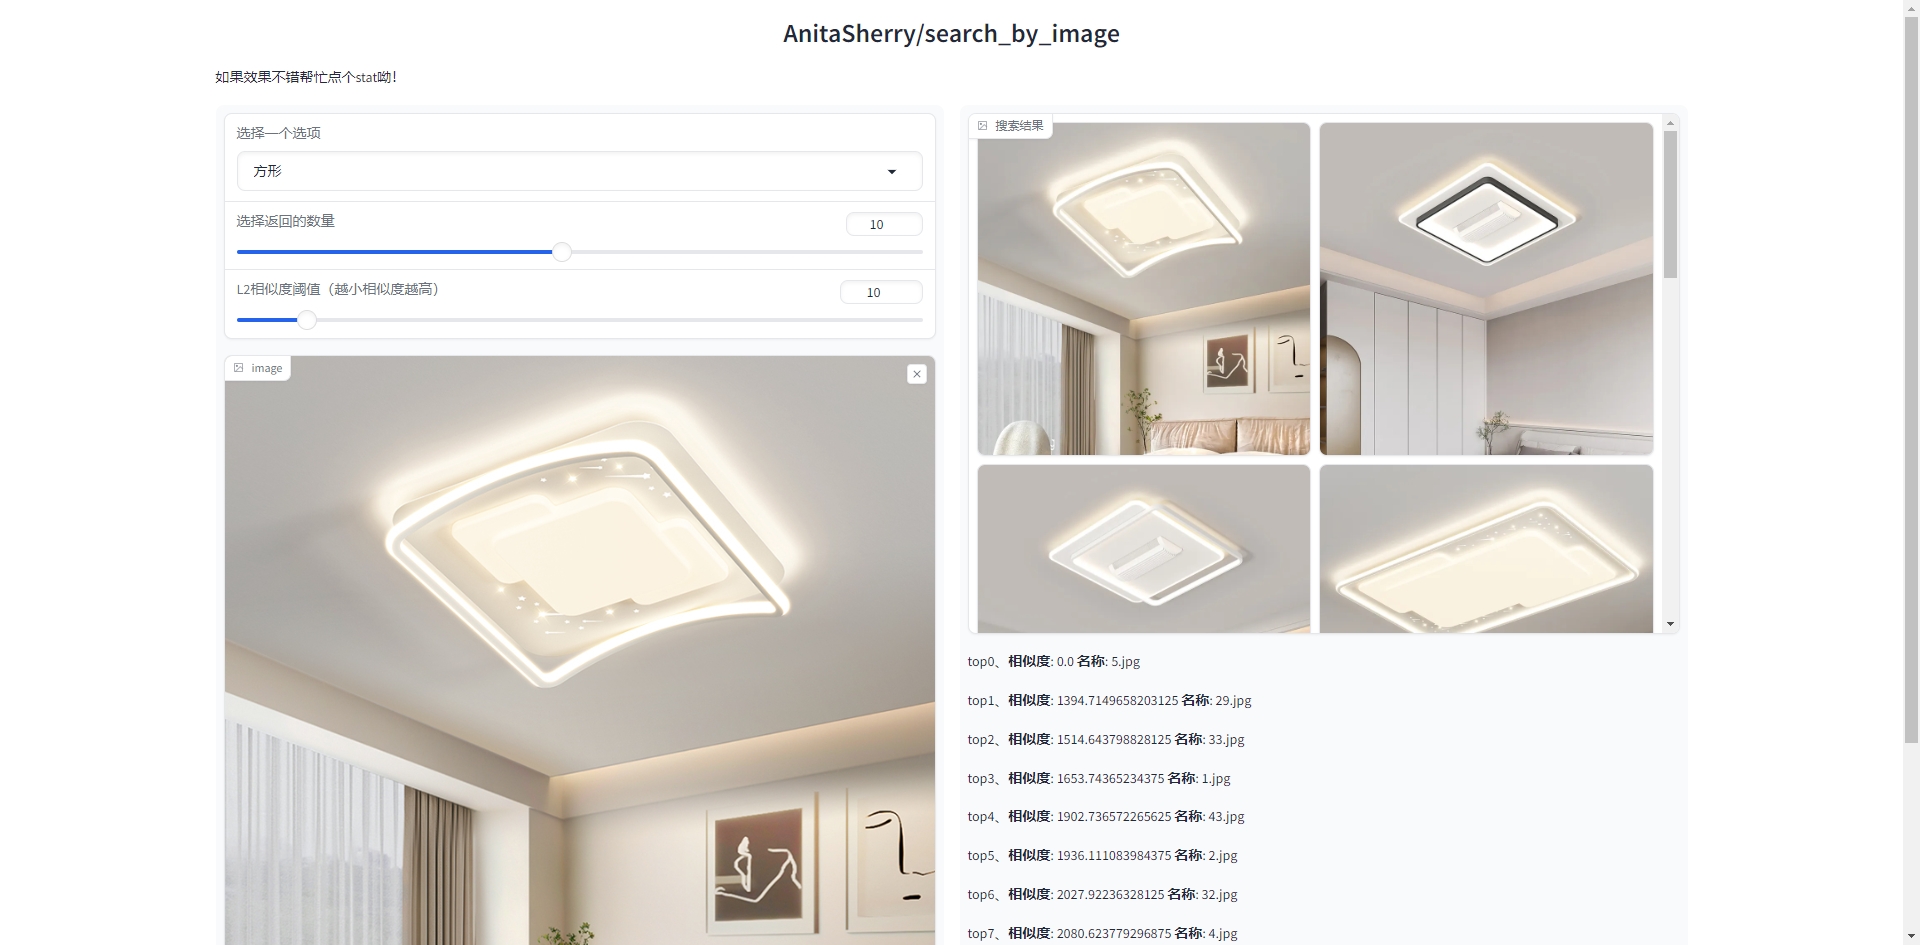 AnitaSherry/search_by_image
如果效果不错帮忙点个stat呦！
选择一个选项
方形
选择返回的数量
10
L2相似度阈值（越小相似度越高）
10
image
搜索结果
top0、相似度: 0.0 名称: 5.jpg
top1、相似度: 1394.7149658203125 名称: 29.jpg
top2、相似度: 1514.643798828125 名称: 33.jpg
top3、相似度: 1653.74365234375 名称: 1.jpg
top4、相似度: 1902.736572265625 名称: 43.jpg
top5、相似度: 1936.111083984375 名称: 2.jpg
top6、相似度: 2027.92236328125 名称: 32.jpg
top7、相似度: 2080.623779296875 名称: 4.jpg